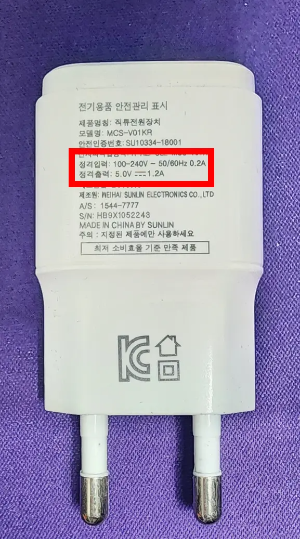 전기용품 안전관리 표시
제품명칭: 직류전원장치
모델명: MCS-V01KR
안전인증번호: SU10334-18001
정격입력: 100-240V ~ 50/60Hz 0.2A
정격출력: 5.0V ⎓ 1.2A
제조원: WEIHAI SUNLIN ELECTRONICS CO.,LTD
A/S: 1544-7777
S/N: HB9X1052243
MADE IN CHINA BY SUNLIN
주의: 지정된 제품에만 사용하세요
최저 소비효율 기준 만족 제품